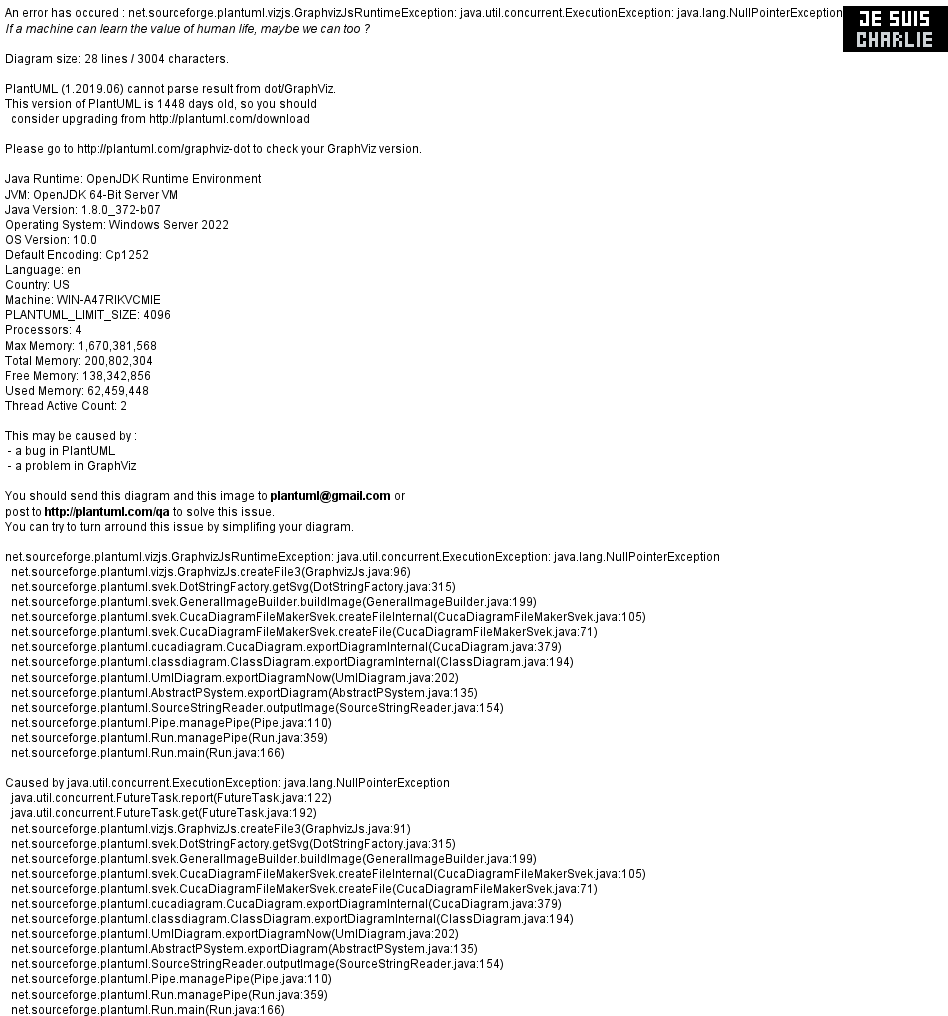 An error has occured : net.sourceforge.plantuml.vizjs.GraphvizJsRuntimeException: java.util.concurrent.ExecutionException: java.lang.NullPointerException
JE SUIS
CHARLIE
If a machine can learn the value of human life, maybe we can too ?
Diagram size: 28 lines / 3004 characters.
PlantUML (1.2019.06) cannot parse result from dot/GraphViz.
This version of PlantUML is 1448 days old, so you should
consider upgrading from http://plantuml.com/download
Please go to http://plantuml.com/graphviz-dot to check your GraphViz version.
Java Runtime: OpenJDK Runtime Environment
JVM: OpenJDK 64-Bit Server VM
Java Version: 1.8.0_372-b07
Operating System: Windows Server 2022
OS Version: 10.0
Default Encoding: Cp1252
Language: en
Country: US
Machine: WIN-A47RIKVCMIE
PLANTUML_LIMIT_SIZE: 4096
Processors: 4
Max Memory: 1,670,381,568
Total Memory: 200,802,304
Free Memory: 138,342,856
Used Memory: 62,459,448
Thread Active Count: 2
This may be caused by :
- a bug in PlantUML
- a problem in GraphViz
You should send this diagram and this image to plantuml@gmail.com or
post to http://plantuml.com/qa to solve this issue.
You can try to turn arround this issue by simplifing your diagram.
net.sourceforge.plantuml.vizjs.GraphvizJsRuntimeException: java.util.concurrent.ExecutionException: java.lang.NullPointerException
net.sourceforge.plantuml.vizjs.GraphvizJs.createFile3(GraphvizJs.java:96)
net.sourceforge.plantuml.svek.DotStringFactory.getSvg(DotStringFactory.java:315)
net.sourceforge.plantuml.svek.GeneralImageBuilder.buildImage(GeneralImageBuilder.java:199)
net.sourceforge.plantuml.svek.CucaDiagramFileMakerSvek.createFileInternal(CucaDiagramFileMakerSvek.java:105)
net.sourceforge.plantuml.svek.CucaDiagramFileMakerSvek.createFile(CucaDiagramFileMakerSvek.java:71)
net.sourceforge.plantuml.cucadiagram.CucaDiagram.exportDiagramInternal(CucaDiagram.java:379)
net.sourceforge.plantuml.classdiagram.ClassDiagram.exportDiagramInternal(ClassDiagram.java:194)
net.sourceforge.plantuml.UmlDiagram.exportDiagramNow(UmlDiagram.java:202)
net.sourceforge.plantuml.AbstractPSystem.exportDiagram(AbstractPSystem.java:135)
net.sourceforge.plantuml.SourceStringReader.outputImage(SourceStringReader.java:154)
net.sourceforge.plantuml.Pipe.managePipe(Pipe.java:110)
net.sourceforge.plantuml.Run.managePipe(Run.java:359)
net.sourceforge.plantuml.Run.main(Run.java:166)
Caused by java.util.concurrent.ExecutionException: java.lang.NullPointerException
java.util.concurrent.FutureTask.report(FutureTask.java:122)
java.util.concurrent.FutureTask.get(FutureTask.java:192)
net.sourceforge.plantuml.vizjs.GraphvizJs.createFile3(GraphvizJs.java:91)
net.sourceforge.plantuml.svek.DotStringFactory.getSvg(DotStringFactory.java:315)
net.sourceforge.plantuml.svek.GeneralImageBuilder.buildImage(GeneralImageBuilder.java:199)
net.sourceforge.plantuml.svek.CucaDiagramFileMakerSvek.createFileInternal(CucaDiagramFileMakerSvek.java:105)
net.sourceforge.plantuml.svek.CucaDiagramFileMakerSvek.createFile(CucaDiagramFileMakerSvek.java:71)
net.sourceforge.plantuml.cucadiagram.CucaDiagram.exportDiagramInternal(CucaDiagram.java:379)
net.sourceforge.plantuml.classdiagram.ClassDiagram.exportDiagramInternal(ClassDiagram.java:194)
net.sourceforge.plantuml.UmlDiagram.exportDiagramNow(UmlDiagram.java:202)
net.sourceforge.plantuml.AbstractPSystem.exportDiagram(AbstractPSystem.java:135)
net.sourceforge.plantuml.SourceStringReader.outputImage(SourceStringReader.java:154)
net.sourceforge.plantuml.Pipe.managePipe(Pipe.java:110)
net.sourceforge.plantuml.Run.managePipe(Run.java:359)
net.sourceforge.plantuml.Run.main(Run.java:166)